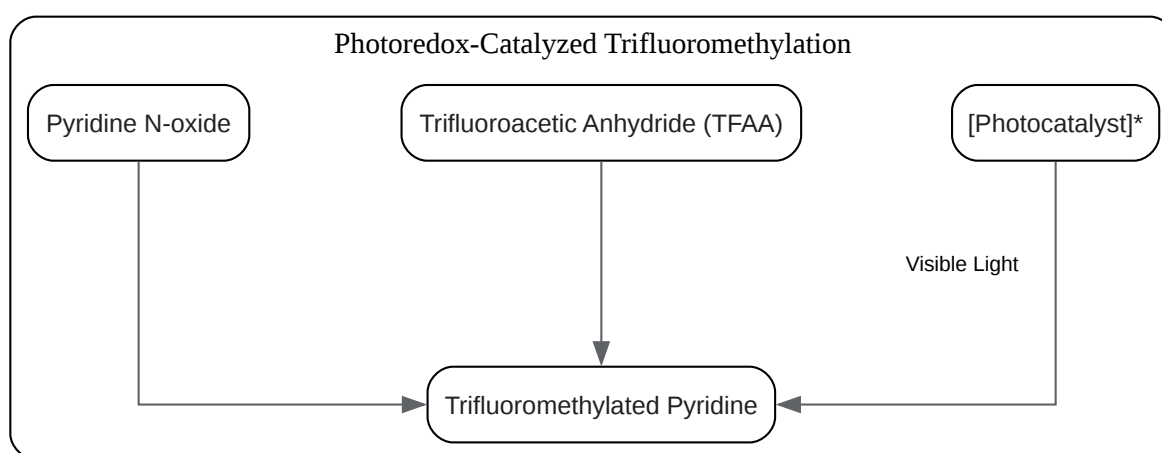 Photoredox-Catalyzed Trifluoromethylation
Pyridine N-oxide
Trifluoroacetic Anhydride (TFAA)
[Photocatalyst]*
Visible Light
Trifluoromethylated Pyridine